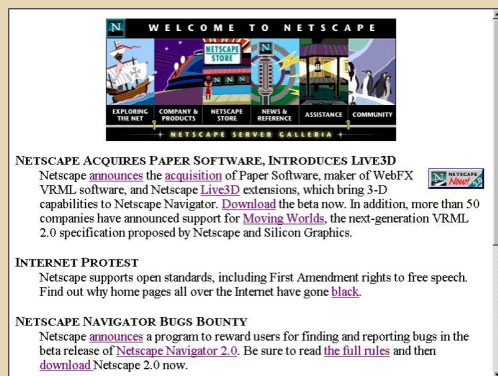 WELCOME TO NETSCAPE
NETSCAPE
STORE
EXPLORING
THE NET
COMPANY &
PRODUCTS
NETSCAPE
STORE
NEWS &
REFERENCE
ASSISTANCE
COMMUNITY
NETSCAPE SERVER GALLERIA
NETSCAPE ACQUIRES PAPER SOFTWARE, INTRODUCES LIVE3D
Netscape announces the acquisition of Paper Software, maker of WebFX
VRML software, and Netscape Live3D extensions, which bring 3-D
capabilities to Netscape Navigator. Download the beta now. In addition, more than 50
companies have announced support for Moving Worlds, the next-generation VRML
2.0 specification proposed by Netscape and Silicon Graphics.
NETSCAPE
Now!
INTERNET PROTEST
Netscape supports open standards, including First Amendment rights to free speech.
Find out why home pages all over the Internet have gone black.
NETSCAPE NAVIGATOR BUGS BOUNTY
Netscape announces a program to reward users for finding and reporting bugs in the
beta release of Netscape Navigator 2.0. Be sure to read the full rules and then
download Netscape 2.0 now.